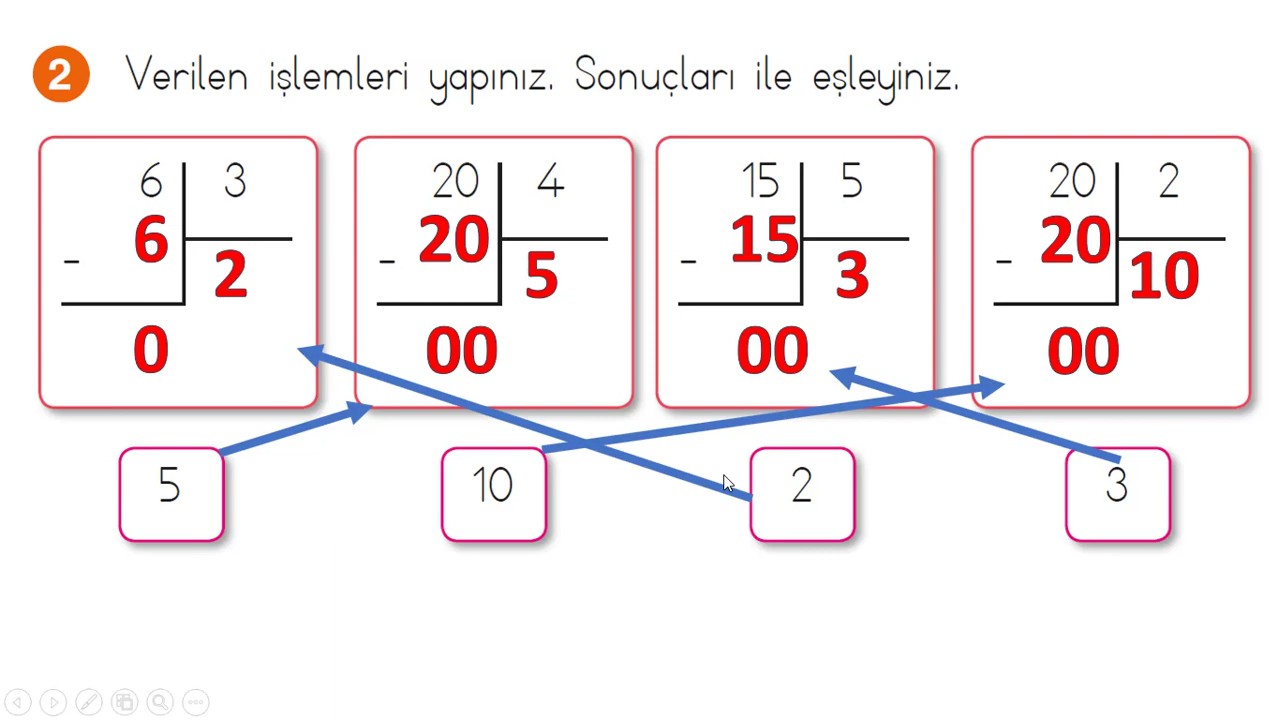 2 Verilen işlemleri yapınız. Sonuçları ile eşleyiniz.
6 3 20 4 15 5 20 2
6 20 15 20
- 2 - 5 - 3 - 10
0 00 00 00
5 10 2 3